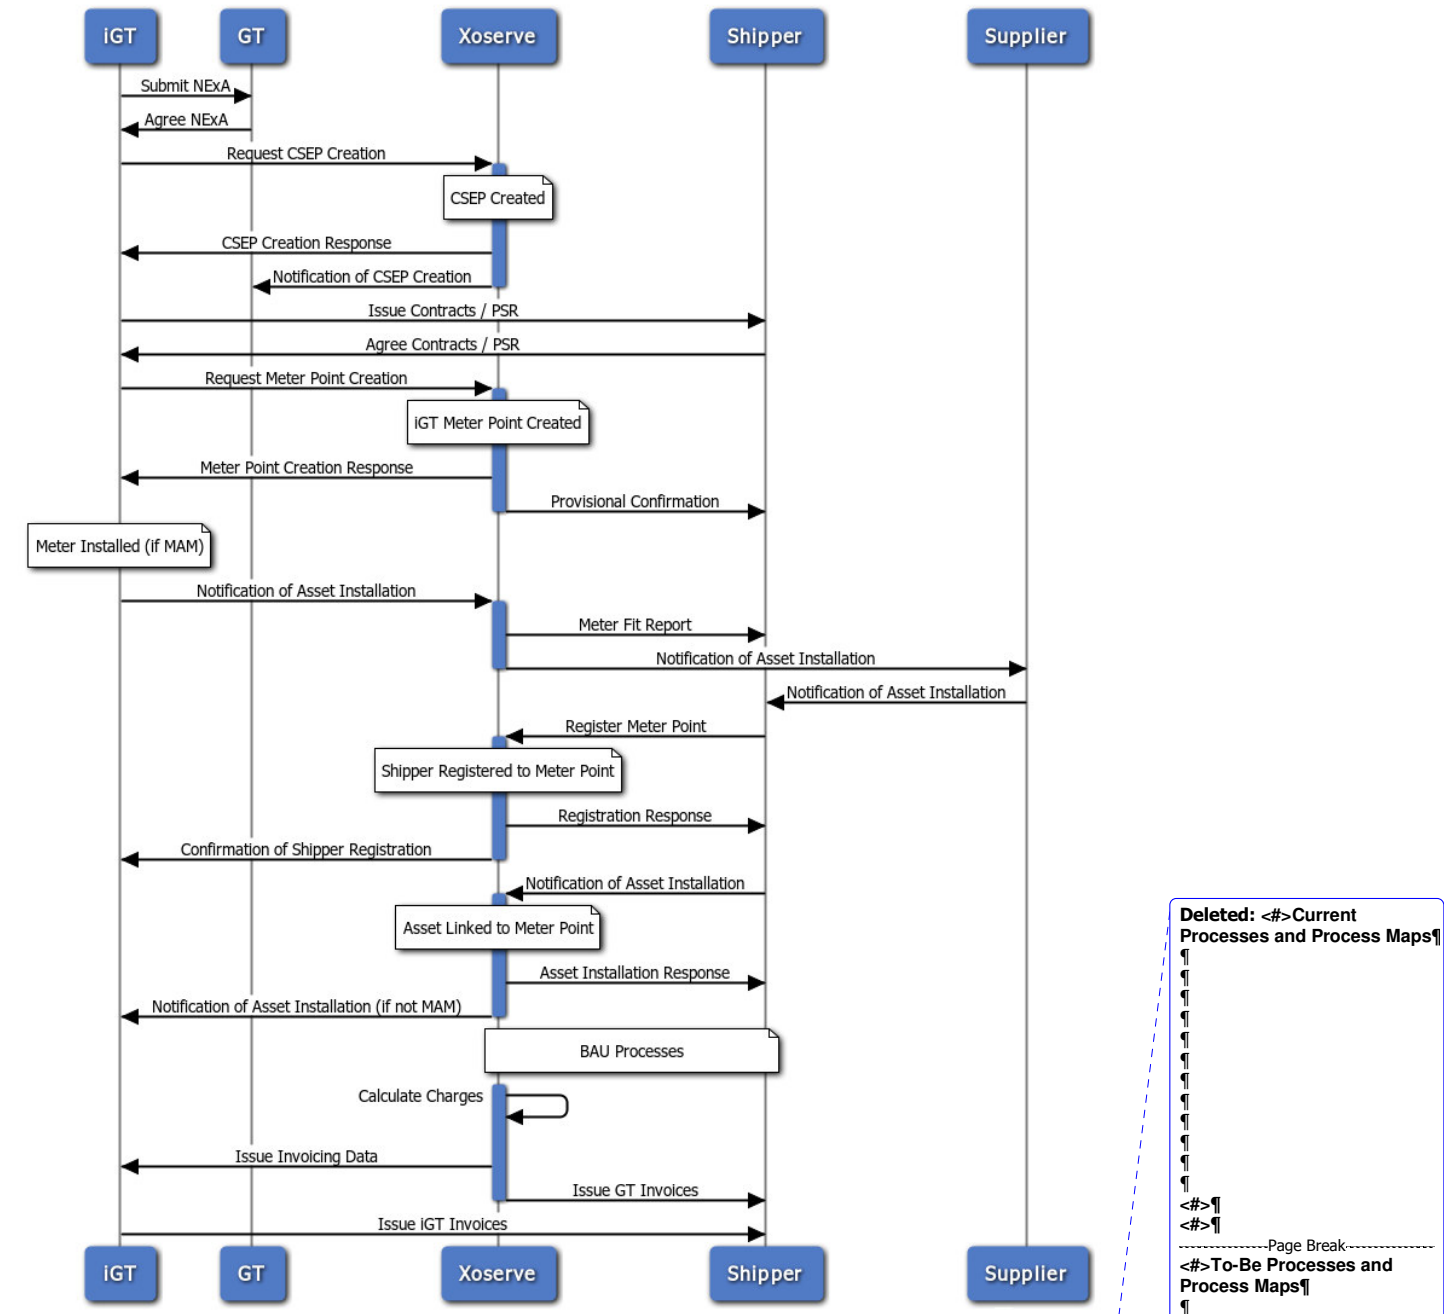 iGT GT Xoserve Shipper Supplier
Submit NExA
Agree NExA
Request CSEP Creation
CSEP Created
CSEP Creation Response
Notification of CSEP Creation
Issue Contracts / PSR
Agree Contracts / PSR
Request Meter Point Creation
iGT Meter Point Created
Meter Point Creation Response
Provisional Confirmation
Meter Installed (if MAM)
Notification of Asset Installation
Meter Fit Report
Notification of Asset Installation
Notification of Asset Installation
Register Meter Point
Shipper Registered to Meter Point
Registration Response
Confirmation of Shipper Registration
Notification of Asset Installation
Asset Linked to Meter Point
Asset Installation Response
Notification of Asset Installation (if not MAM)
BAU Processes
Calculate Charges
Issue Invoicing Data
Issue GT Invoices
Issue iGT Invoices
iGT GT Xoserve Shipper Supplier
Deleted: <#>Current
Processes and Process Maps¶
¶
¶
¶
¶
¶
¶
¶
¶
¶
¶
¶
¶
<#>¶
<#>¶
Page Break
<#>To-Be Processes and
Process Maps¶
¶